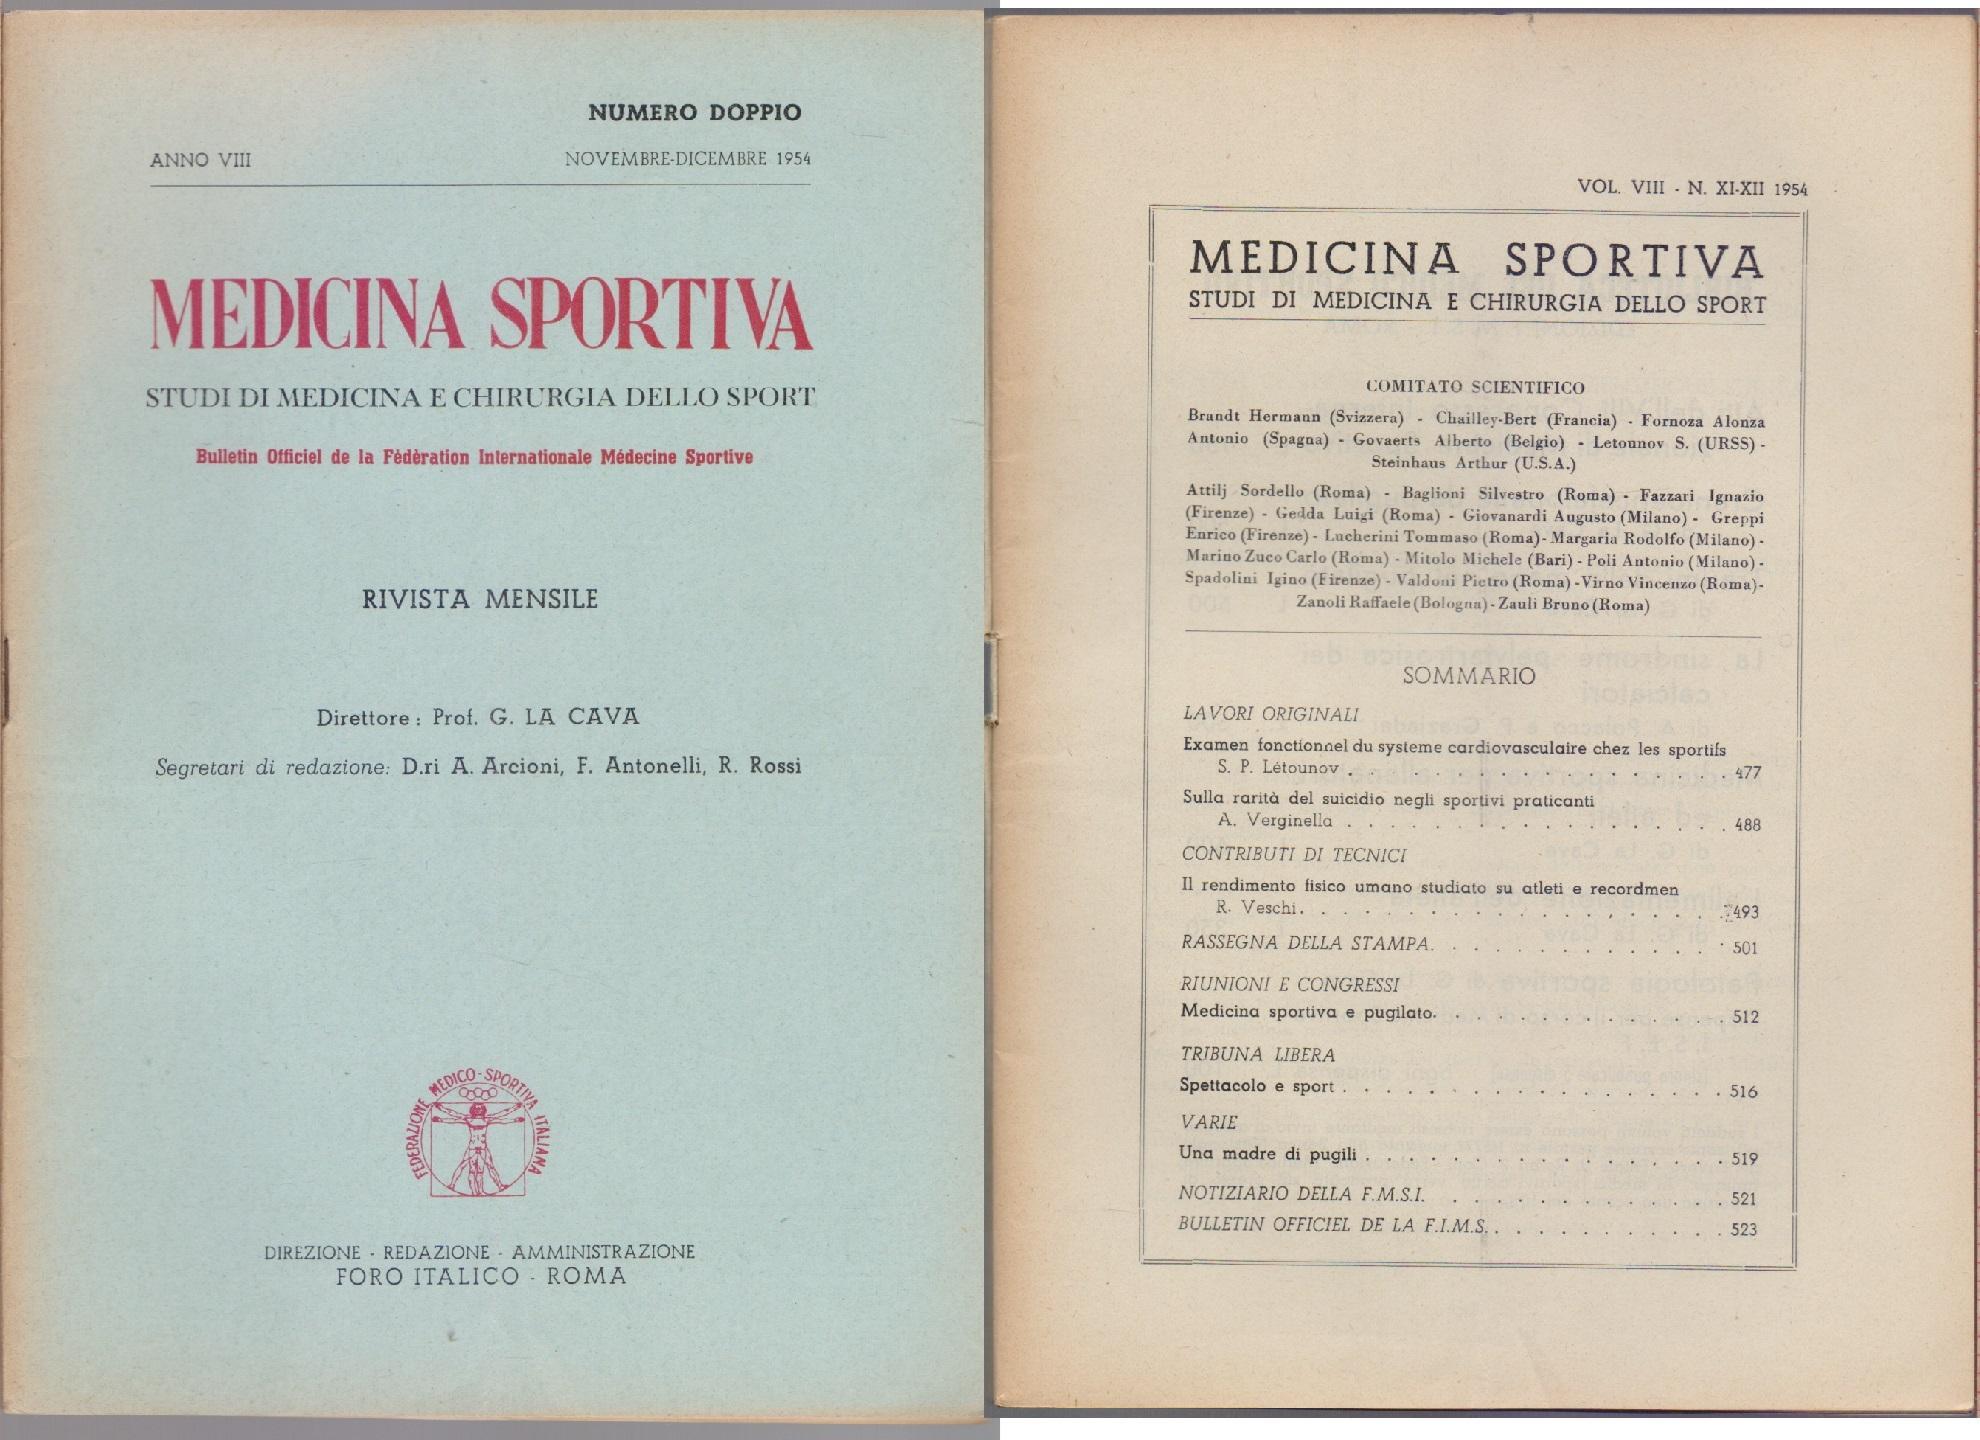 NUMERO DOPPIO
ANNO VIII NOVEMBRE-DICEMBRE 1954
MEDICINA SPORTIVA
STUDI DI MEDICINA E CHIRURGIA DELLO SPORT
Bulletin Officiel de la Fédèration Internationale Médecine Sportive
RIVISTA MENSILE
Direttore : Prof. G. LA CAVA
Segretari di redazione: D.ri A. Arcioni, F. Antonelli, R. Rossi
FEDERAZIONE MEDICO-SPORTIVA ITALIANA
DIREZIONE - REDAZIONE - AMMINISTRAZIONE
FORO ITALICO - ROMA
VOL. VIII - N. XI-XII 1954
MEDICINA SPORTIVA
STUDI DI MEDICINA E CHIRURGIA DELLO SPORT
COMITATO SCIENTIFICO
Brandt Hermann (Svizzera) - Chailley-Bert (Francia) - Fornoza Alonza
Antonio (Spagna) - Govaerts Alberto (Belgio) - Letounov S. (URSS) -
Steinhaus Arthur (U.S.A.)
Attilj Sordello (Roma) - Baglioni Silvestro (Roma) - Fazzari Ignazio
(Firenze) - Gedda Luigi (Roma) - Giovanardi Augusto (Milano) - Greppi
Enrico (Firenze) - Lucherini Tommaso (Roma) - Margaria Rodolfo (Milano) -
Marino Zuco Carlo (Roma) - Mitolo Michele (Bari) - Poli Antonio (Milano) -
Spadolini Igino (Firenze) - Valdoni Pietro (Roma) - Virno Vincenzo (Roma) -
Zanoli Raffaele (Bologna) - Zauli Bruno (Roma)
SOMMARIO
LAVORI ORIGINALI
Examen fonctionnel du systeme cardiovasculaire chez les sportifs
S. P. Létounov . . . . . . . . . . . . . . 477
Sulla rarità del suicidio negli sportivi praticanti
A. Verginella . . . . . . . . . . . . . . 488
CONTRIBUTI DI TECNICI
Il rendimento fisico umano studiato su atleti e recordmen
R. Veschi. . . . . . . . . . . . . . . 493
RASSEGNA DELLA STAMPA. . . . . . . . . . . 501
RIUNIONI E CONGRESSI
Medicina sportiva e pugilato. . . . . . . . . . . 512
TRIBUNA LIBERA
Spettacolo e sport . . . . . . . . . . . . . . 516
VARIE
Una madre di pugili . . . . . . . . . . . . . 519
NOTIZIARIO DELLA F.M.S.I. . . . . . . . . . . 521
BULLETIN OFFICIEL DE LA F.I.M.S. . . . . . . . . . 523